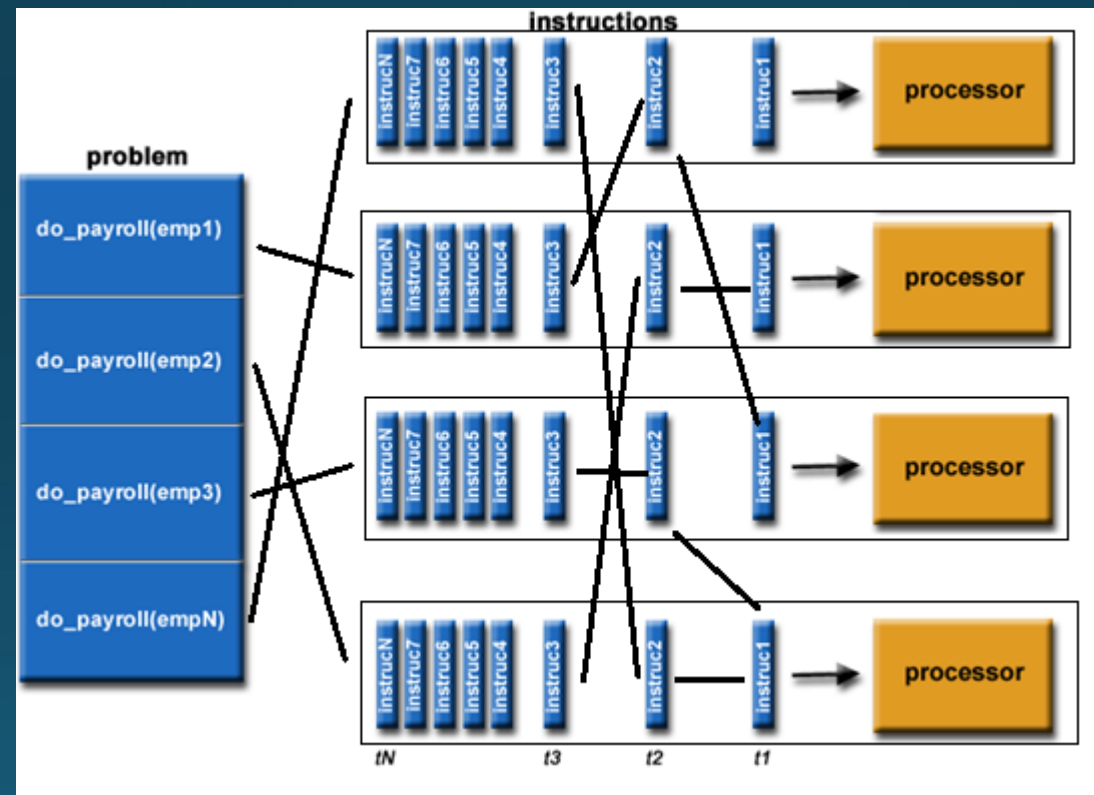 instructions
problem
do_payroll(emp1)
do_payroll(emp2)
do_payroll(emp3)
do_payroll(empN)
instrucN
instruc7
instruc6
instruc5
instruc4
instruc3
instruc2
instruc1
processor
instrucN
instruc7
instruc6
instruc5
instruc4
instruc3
instruc2
instruc1
processor
instrucN
instruc7
instruc6
instruc5
instruc4
instruc3
instruc2
instruc1
processor
instrucN
instruc7
instruc6
instruc5
instruc4
instruc3
instruc2
instruc1
processor
tN
t3
t2
t1